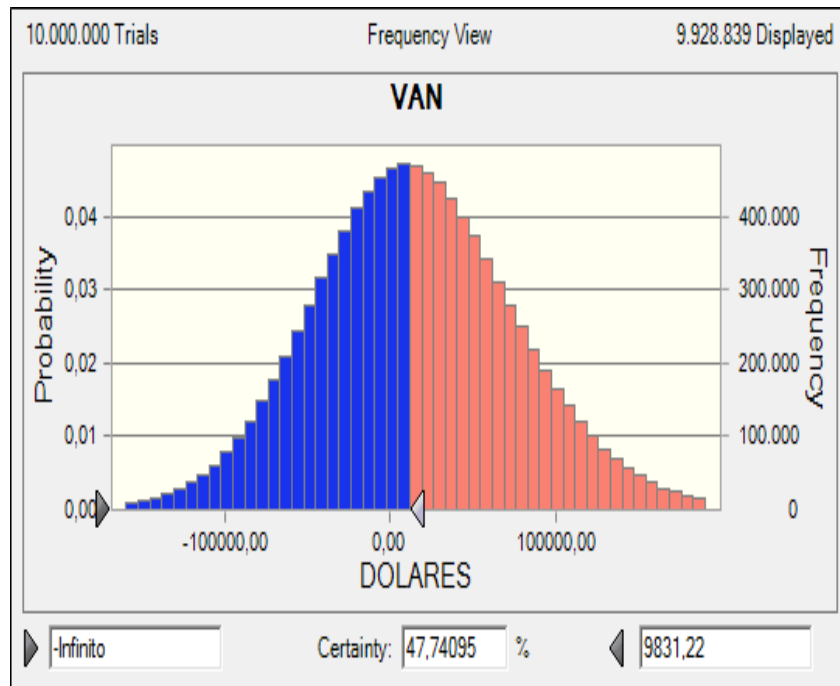 10.000.000 Trials Frequency View 9.928.839 Displayed
VAN
Probability
0,04
0,03
0,02
0,01
0,00
400.000
300.000
200.000
100.000
0
Frequency
-100000,00 0,00 100000,00
DOLARES
-Infinito Certainty: 47,74095 % 9831,22